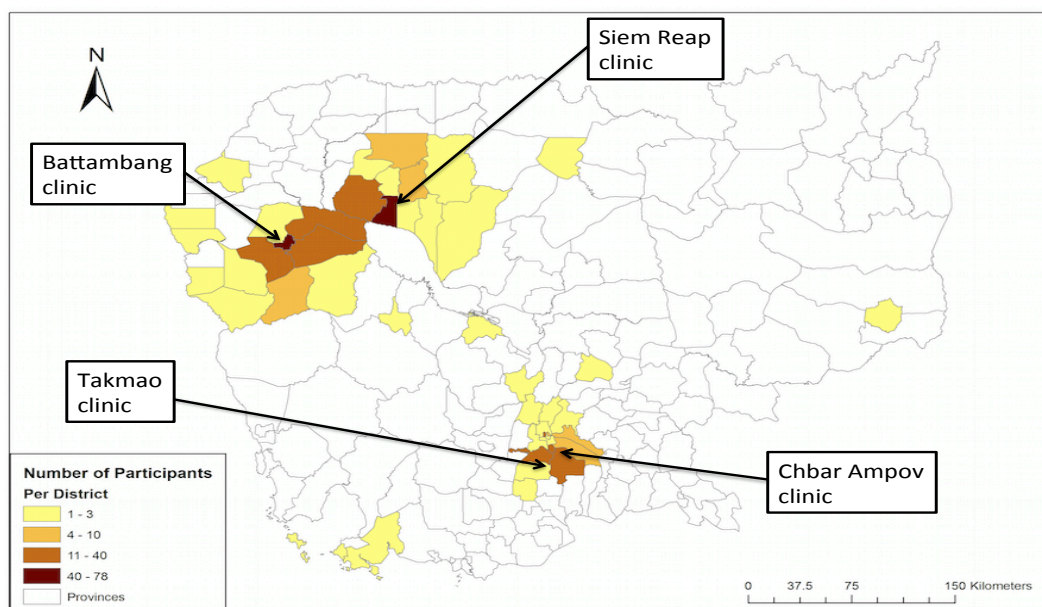 Siem Reap
clinic
N
Battambang
clinic
Takmao
clinic
Chbar Ampov
clinic
Number of Participants
Per District
1 - 3
4 - 10
11 - 40
40 - 78
Provinces
0 37.5 75 150 Kilometers